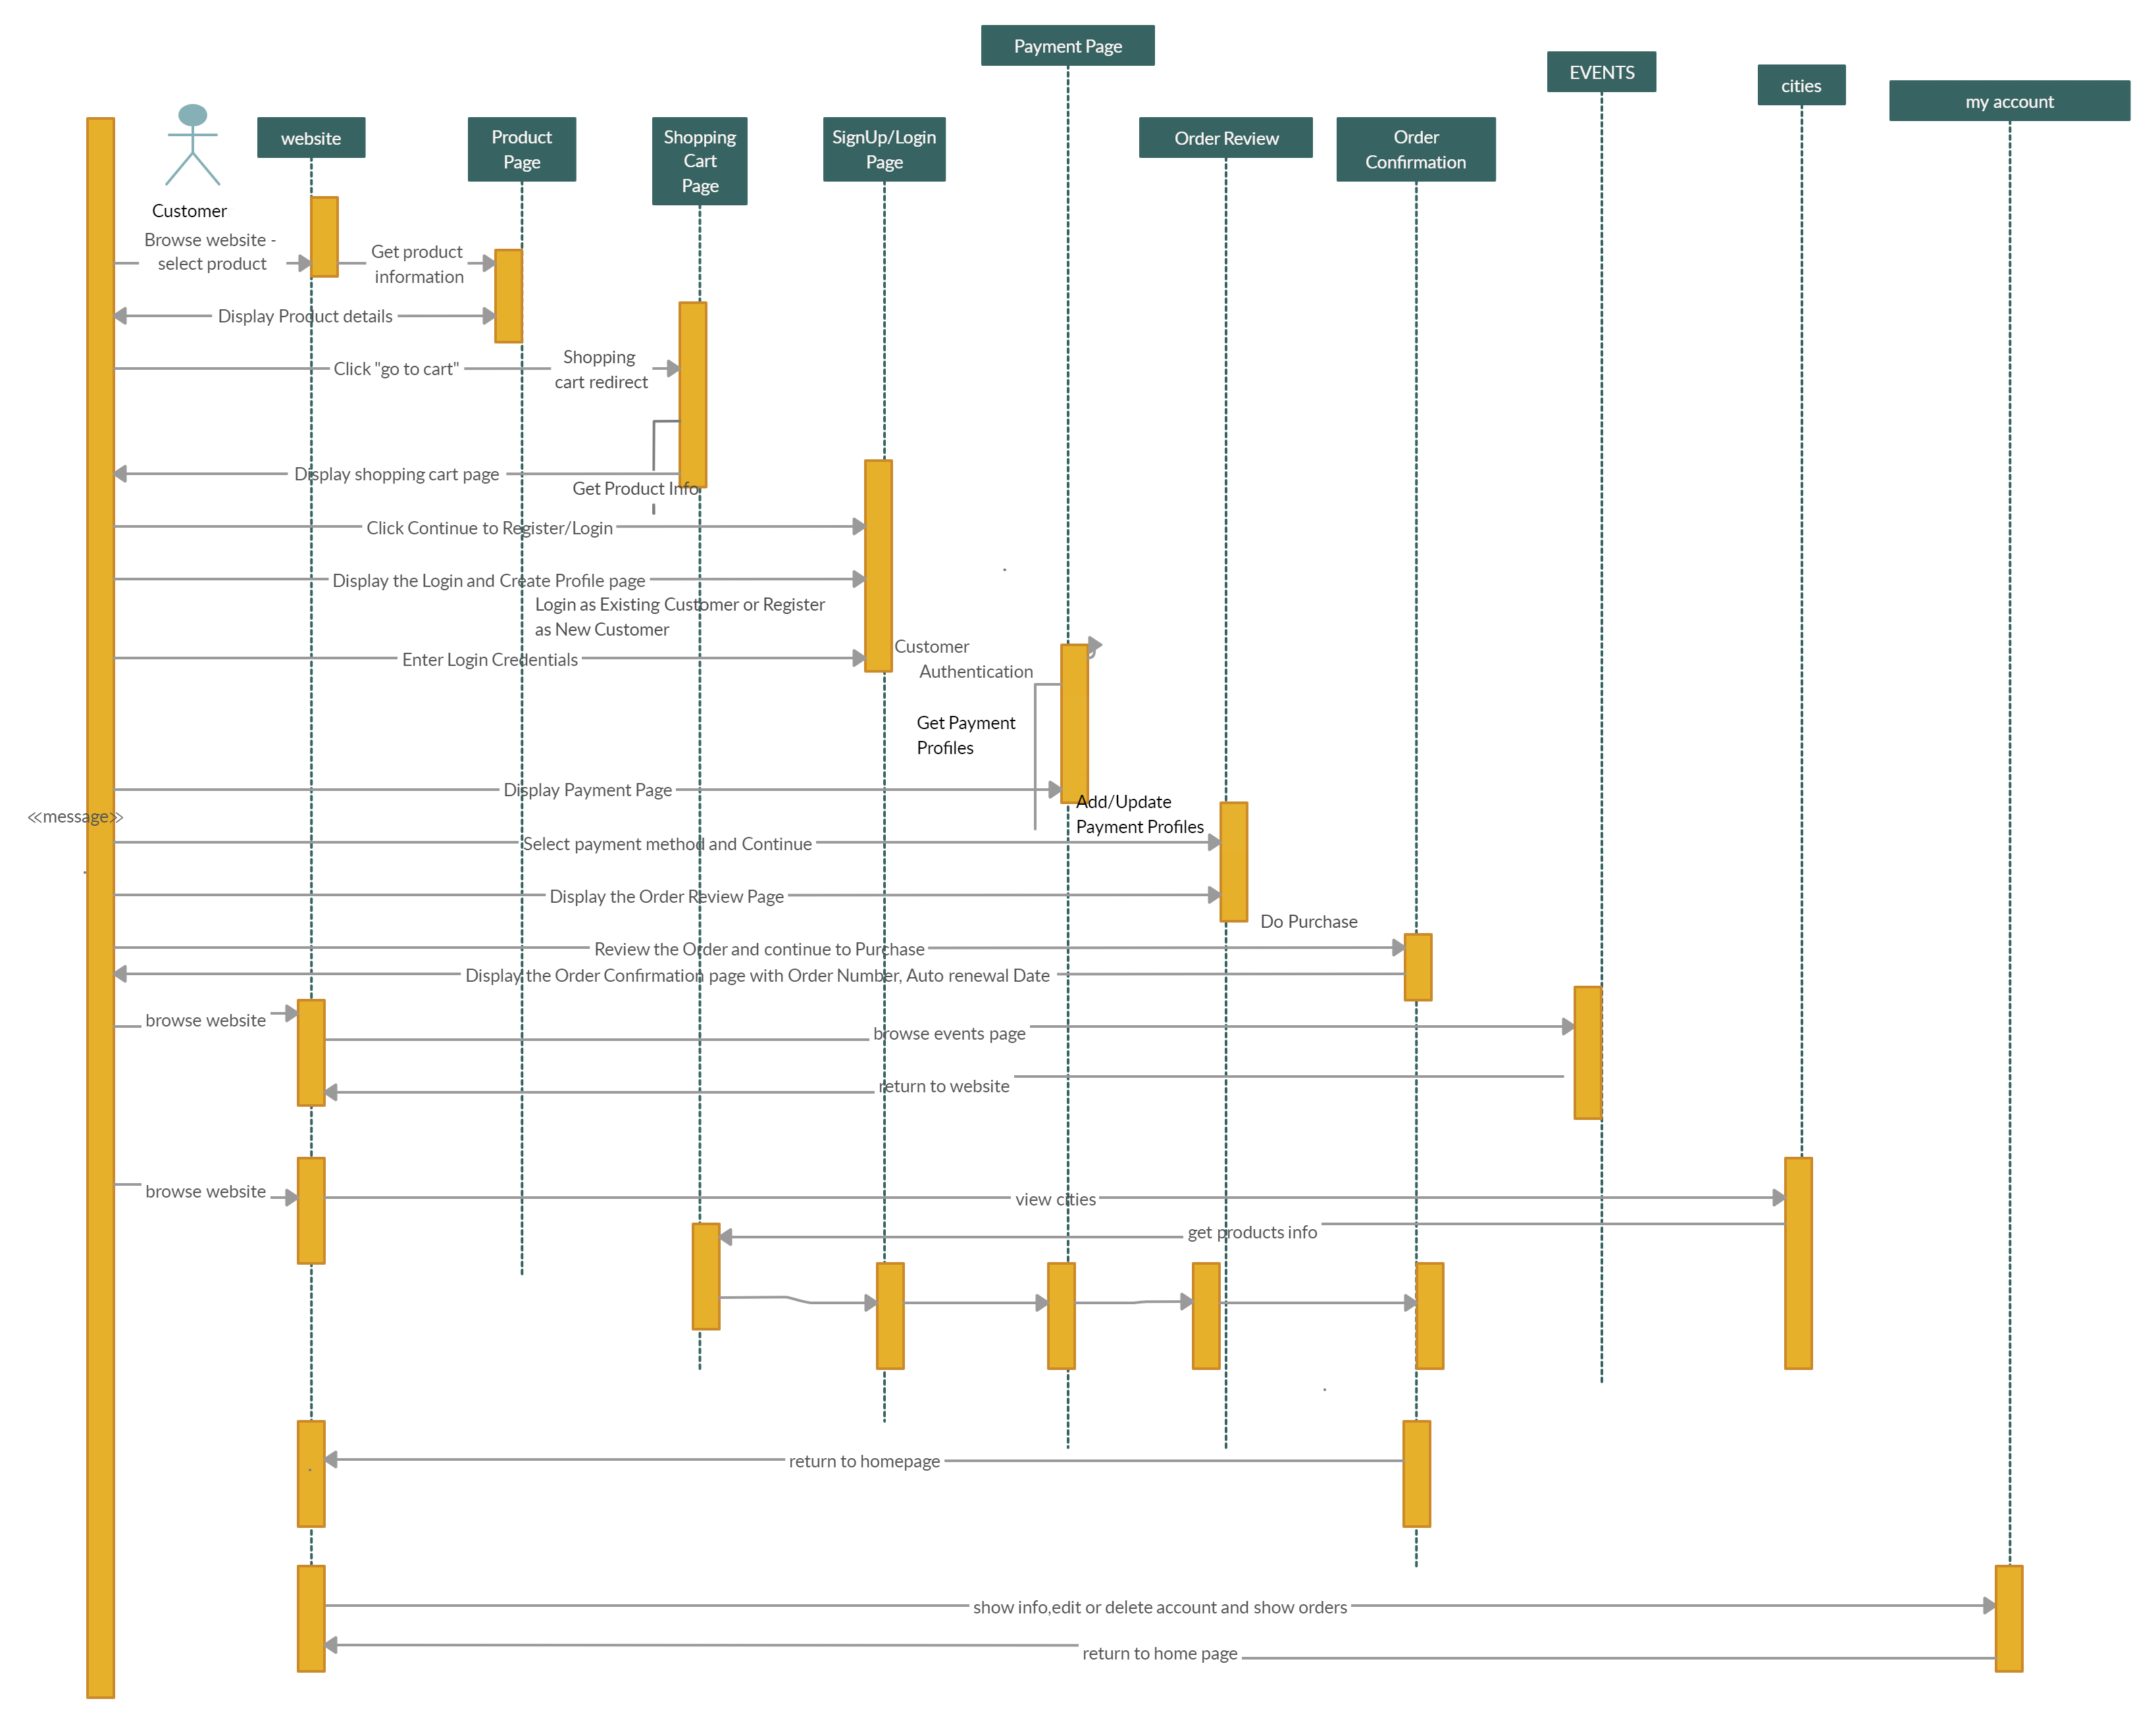 Payment Page
EVENTS
cities
my account
website
Product
Page
Shopping
Cart
Page
SignUp/Login
Page
Order Review
Order
Confirmation
Customer
Browse website -
select product
Get product
information
Display Product details
Click "go to cart"
Shopping
cart redirect
Display shopping cart page
Get Product Info
Click Continue to Register/Login
Display the Login and Create Profile page
Login as Existing Customer or Register
as New Customer
Enter Login Credentials
Customer
Authentication
Get Payment
Profiles
Display Payment Page
Add/Update
Payment Profiles
≪message≫
Select payment method and Continue
Display the Order Review Page
Do Purchase
Review the Order and continue to Purchase
Display the Order Confirmation page with Order Number, Auto renewal Date
browse website
browse events page
return to website
browse website
view cities
get products info
return to homepage
show info,edit or delete account and show orders
return to home page